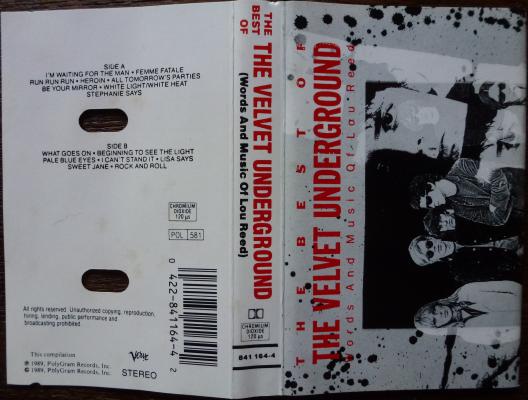 SIDE A
I'M WAITING FOR THE MAN • FEMME FATALE
RUN RUN RUN • HEROIN • ALL TOMORROW'S PARTIES
BE YOUR MIRROR • WHITE LIGHT/WHITE HEAT
STEPHANIE SAYS
SIDE B
WHAT GOES ON • BEGINNING TO SEE THE LIGHT
PALE BLUE EYES • I CAN'T STAND IT • LISA SAYS
SWEET JANE • ROCK AND ROLL
CHROMIUM
DIOXIDE
120 µs
POL 581
0 422-841164-4 2
All rights reserved. Unauthorized copying, reproduction,
hiring, lending, public performance and
broadcasting prohibited.
This compilation
℗ 1989, PolyGram Records, Inc.
© 1989, PolyGram Records, Inc.
Verve
STEREO
THE
BEST
OF
THE VELVET UNDERGROUND
(Words And Music Of Lou Reed)
CHROMIUM
DIOXIDE
120 µs
841 164-4
THE BEST OF
THE VELVET UNDERGROUND
Words And Music Of Lou Reed